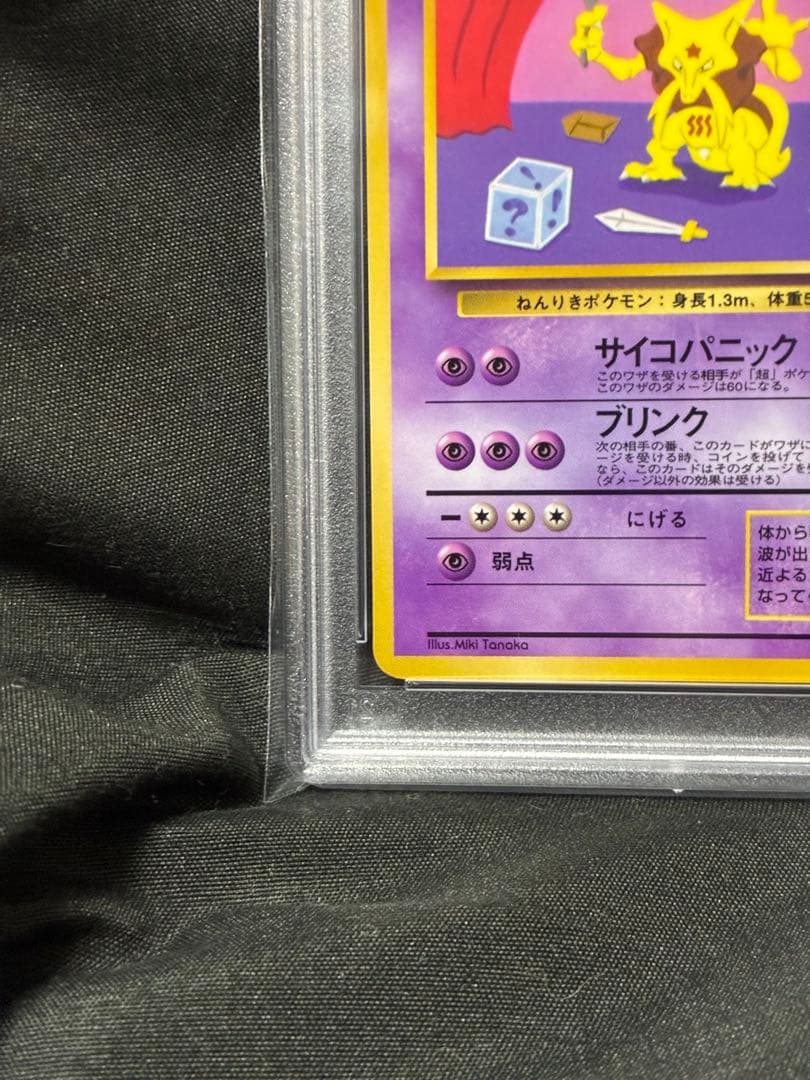 ねんりきポケモン：身長1.3m、体重5
サイコパニック
このワザを受ける相手が「超」ポケ
このワザのダメージは60になる。
ブリンク
次の相手の番、このカードがワザに
ージを受ける時、コインを投げて
なら、このカードはそのダメージを受
（ダメージ以外の効果は受ける）
にげる
弱点
体から
波が出
近よる
なって
Illus.Miki Tanaka